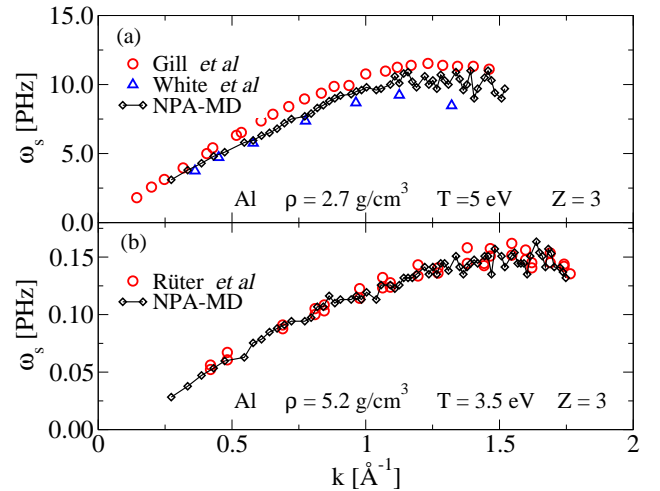 (a)
Gill et al
White et al
NPA-MD
15.0
10.0
5.0
0.0
ω_s [PHz]
Al ρ = 2.7 g/cm³ T =5 eV Z = 3
(b)
Rüter et al
NPA-MD
0.15
0.10
0.05
0.00
ω_s [PHz]
Al ρ = 5.2 g/cm³ T = 3.5 eV Z = 3
0 0.5 1 1.5 2
k [Å⁻¹]